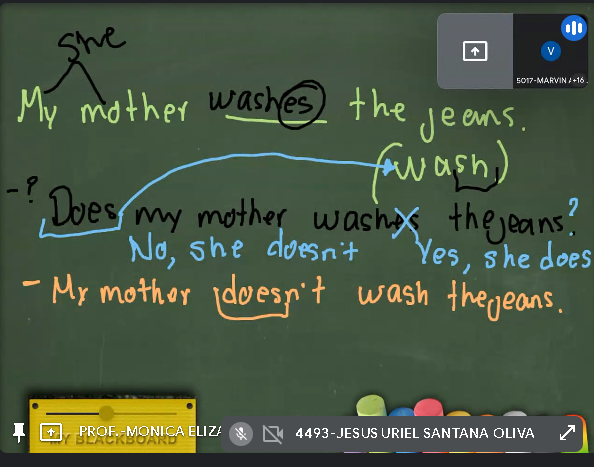 she
V
5017-MARVIN A+16
My mother washes the jeans.
(wash)
-? Does my mother washes the jeans?
No, she doesn't Yes, she does
- My mother doesn't wash the jeans.
MY BLACKBOARD
PROF.-MONICA ELIZA
4493-JESUS URIEL SANTANA OLIVA